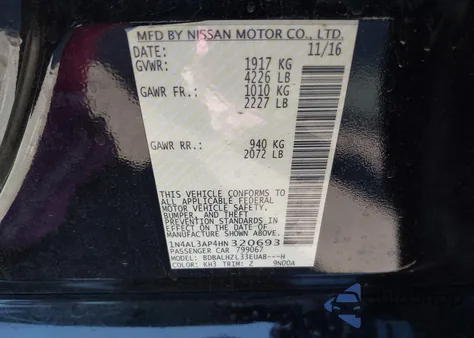 MFD BY NISSAN MOTOR CO., LTD.
DATE: 11/16
GVWR: 1917 KG
4226 LB
GAWR FR.: 1010 KG
2227 LB
GAWR RR.: 940 KG
2072 LB
THIS VEHICLE CONFORMS TO
ALL APPLICABLE FEDERAL
MOTOR VEHICLE SAFETY,
BUMPER, AND THEFT
PREVENTION STANDARDS IN
EFFECT ON THE DATE OF
MANUFACTURE SHOWN ABOVE.
1N4AL3AP4HN320693
PASSENGER CAR 799067
MODEL: BDBALHZL33EUAB---H
COLOR: KH3 TRIM: Z 9N00A